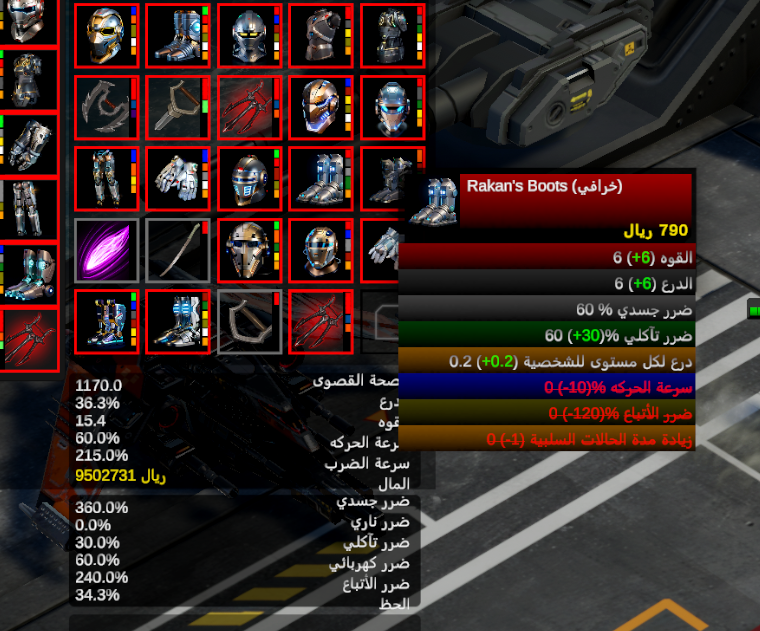 Rakan's Boots (خرافي)
790 ريال
القوه (+6) 6
الدرع (+6) 6
ضرر جسدي % 60
ضرر تآكلي %(+30) 60
درع لكل مستوى للشخصية (+0.2) 0.2
سرعة الحركه %(-10) 0
ضرر الأتباع %(-120) 0
زيادة مدة الحالات السلبية (-1) 0
القصوى 1170.0
36.3%
15.4
الحركه 60.0%
سرعة الضرب 215.0%
المال 9502731 ريال
ضرر جسدي 360.0%
ضرر ناري 0.0%
ضرر تآكلي 30.0%
ضرر كهربائي 60.0%
ضرر الأتباع 240.0%
الحظ 34.3%